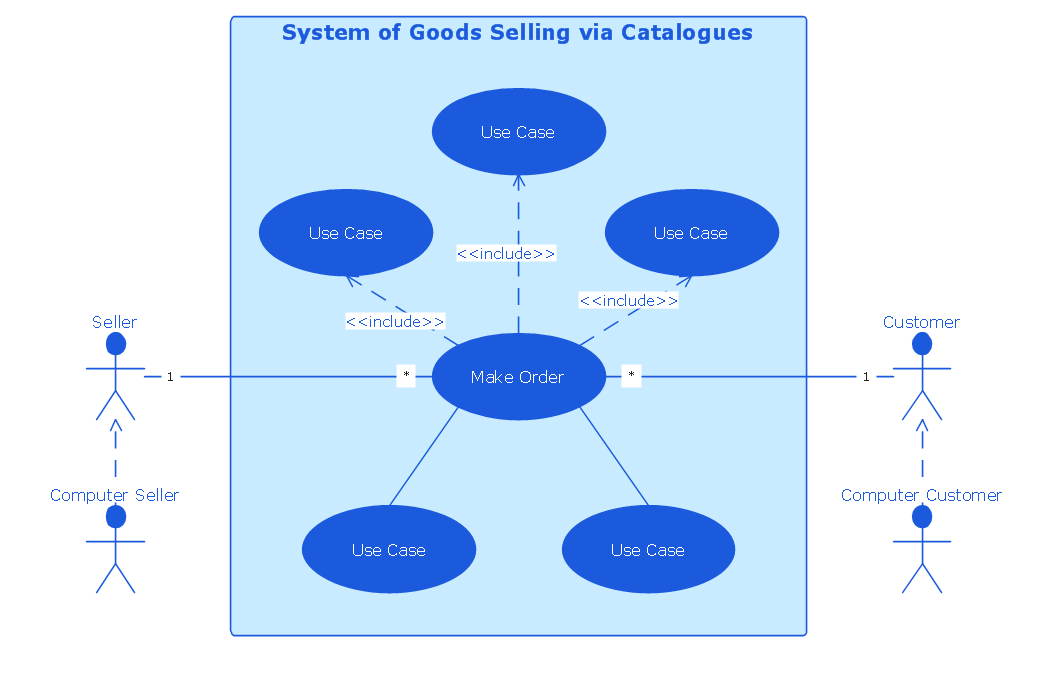 System of Goods Selling via Catalogues
Use Case
Use Case
Use Case
<<include>>
<<include>>
<<include>>
Seller
Customer
1
*
Make Order
*
1
Computer Seller
Computer Customer
Use Case
Use Case